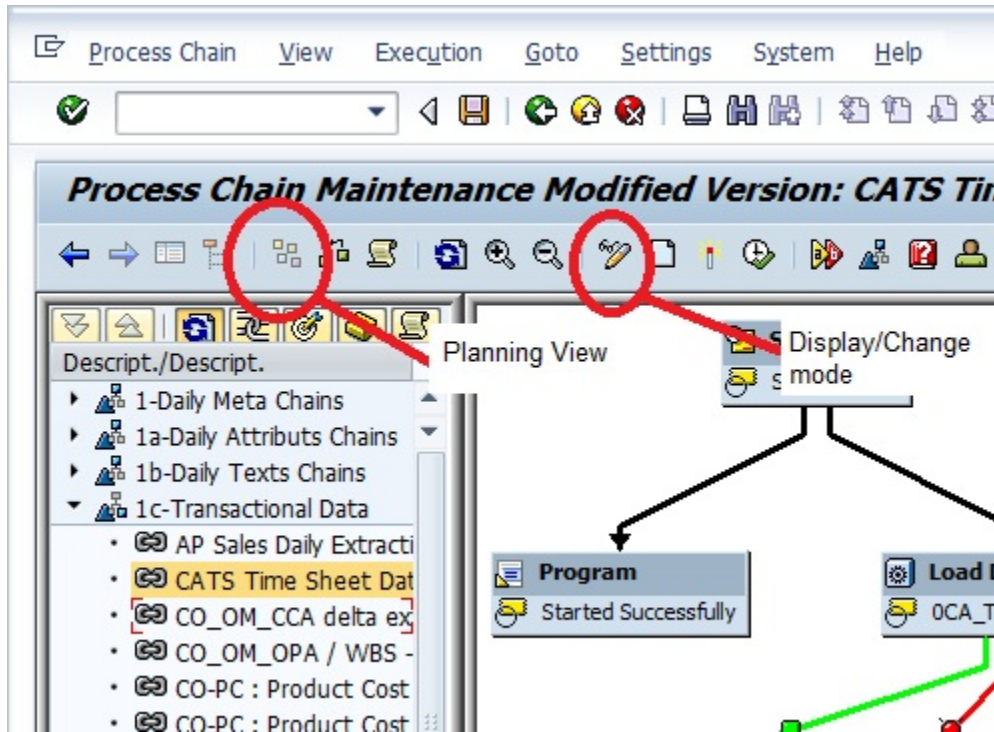 Process Chain View Execution Goto Settings System Help
Process Chain Maintenance Modified Version: CATS Tim
Planning View
Display/Change
mode
Descript./Descript.
1-Daily Meta Chains
1a-Daily Attributs Chains
1b-Daily Texts Chains
1c-Transactional Data
AP Sales Daily Extracti
CATS Time Sheet Dat
CO_OM_CCA delta ex
CO_OM_OPA / WBS -
CO-PC : Product Cost
CO-PC : Product Cost
S
S
Program
Started Successfully
Load
0CA_T